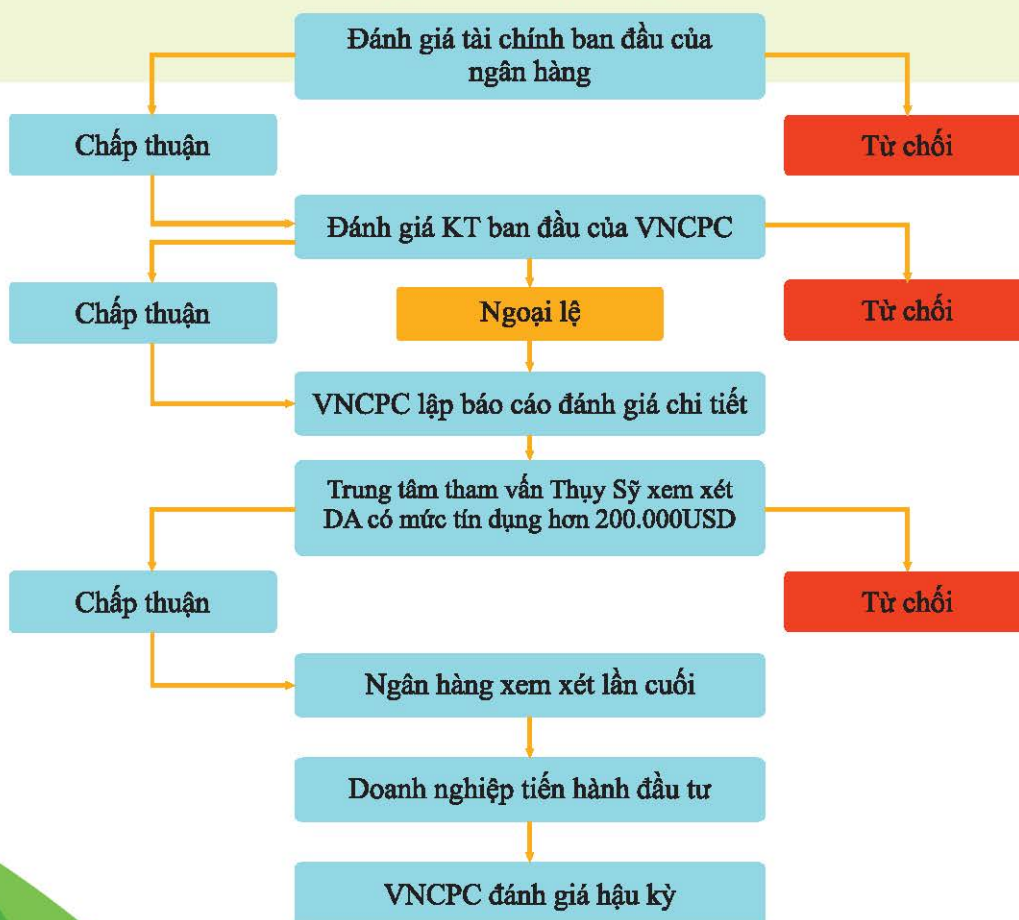 Đánh giá tài chính ban đầu của
ngân hàng
Chấp thuận
Từ chối
Đánh giá KT ban đầu của VNCPC
Chấp thuận
Ngoại lệ
Từ chối
VNCPC lập báo cáo đánh giá chi tiết
Trung tâm tham vấn Thụy Sỹ xem xét
DA có mức tín dụng hơn 200.000USD
Chấp thuận
Từ chối
Ngân hàng xem xét lần cuối
Doanh nghiệp tiến hành đầu tư
VNCPC đánh giá hậu kỳ